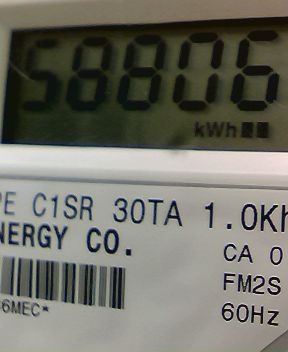 58806
kWh
PE C1SR 30TA 1.0Kh
NERGY CO.
CA 0
FM2S
60Hz
6MEC*